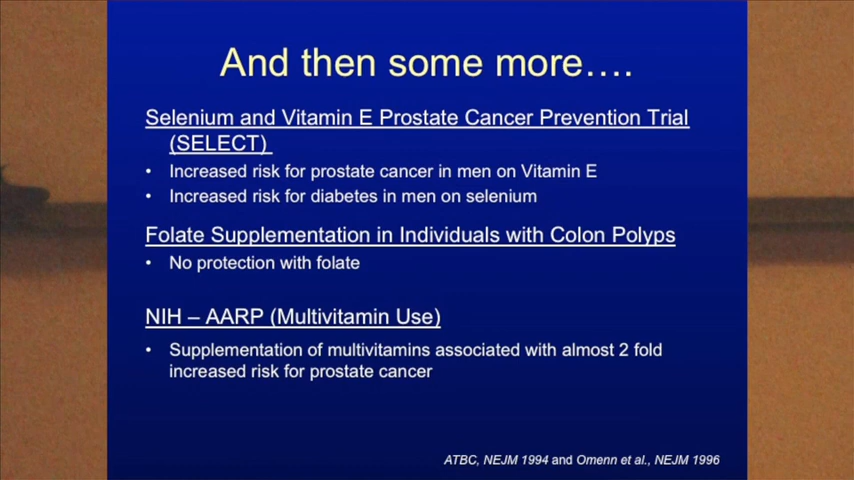 And then some more….
Selenium and Vitamin E Prostate Cancer Prevention Trial
(SELECT)
• Increased risk for prostate cancer in men on Vitamin E
• Increased risk for diabetes in men on selenium
Folate Supplementation in Individuals with Colon Polyps
• No protection with folate
NIH – AARP (Multivitamin Use)
• Supplementation of multivitamins associated with almost 2 fold
increased risk for prostate cancer
ATBC, NEJM 1994 and Omenn et al., NEJM 1996